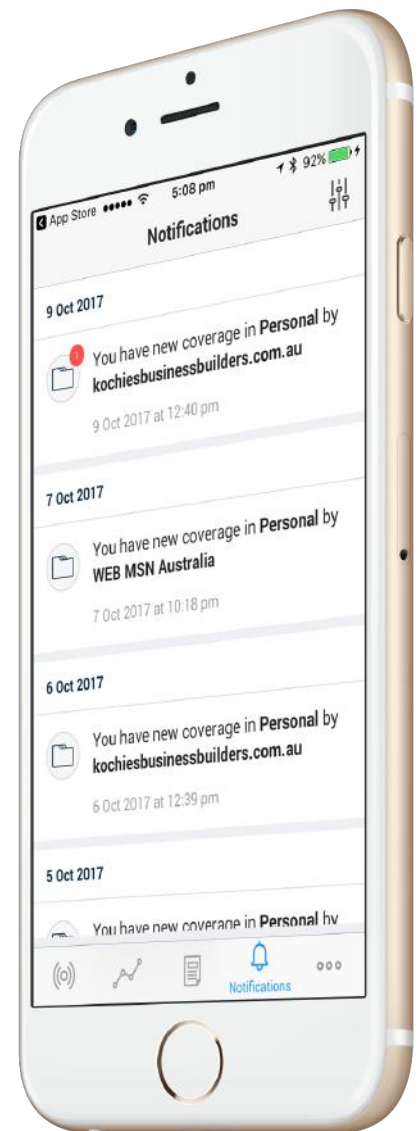 App Store 5:08 pm 92%
Notifications
9 Oct 2017
1
You have new coverage in Personal by
kochiesbusinessbuilders.com.au
9 Oct 2017 at 12:40 pm
7 Oct 2017
You have new coverage in Personal by
WEB MSN Australia
7 Oct 2017 at 10:18 pm
6 Oct 2017
You have new coverage in Personal by
kochiesbusinessbuilders.com.au
6 Oct 2017 at 12:39 pm
5 Oct 2017
You have new coverage in Personal by
Notifications